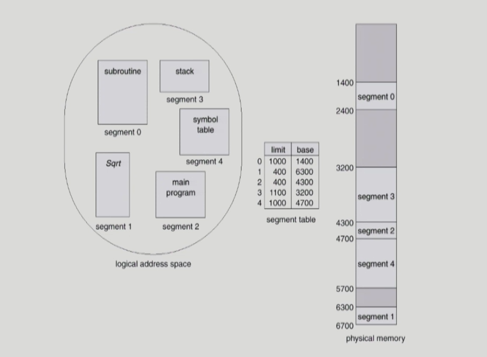 subroutine
segment 0
stack
segment 3
symbol
table
segment 4
Sqrt
segment 1
main
program
segment 2
logical address space
limit base
0 1000 1400
1 400 6300
2 400 4300
3 1100 3200
4 1000 4700
segment table
1400
segment 0
2400
3200
segment 3
4300
segment 2
4700
segment 4
5700
6300
segment 1
6700
physical memory